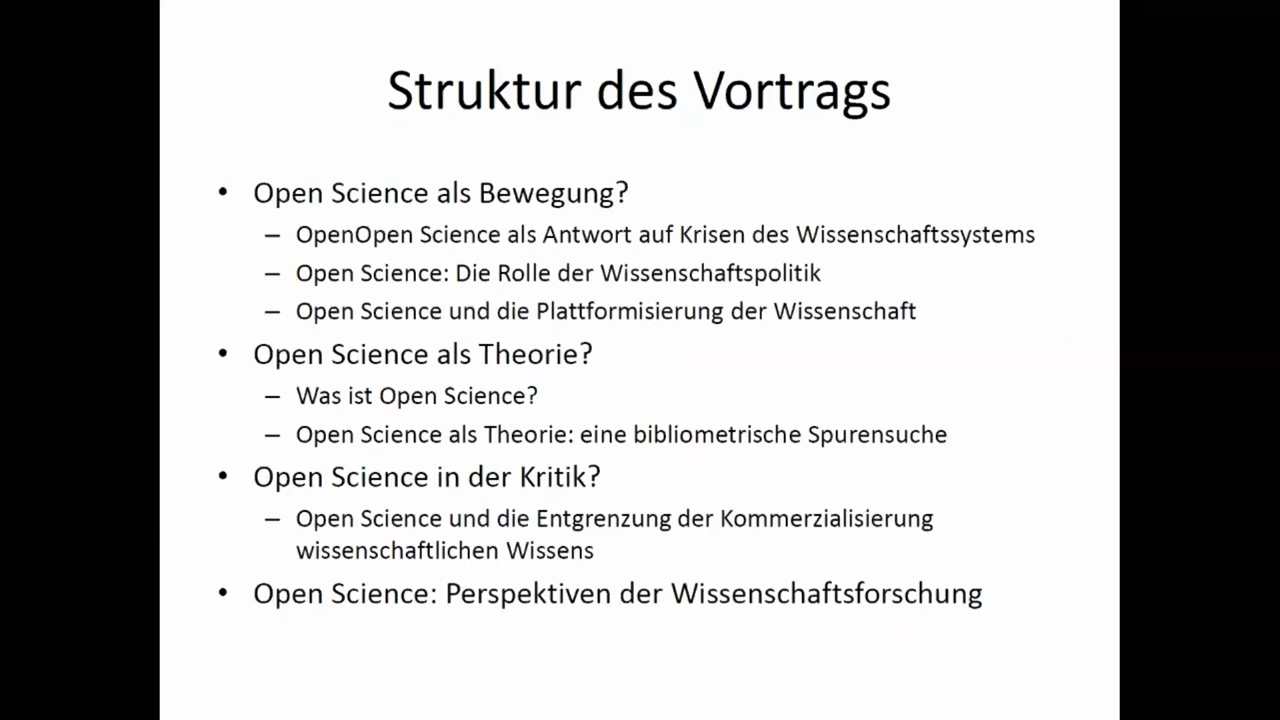 Struktur des Vortrags
• Open Science als Bewegung?
– OpenOpen Science als Antwort auf Krisen des Wissenschaftssystems
– Open Science: Die Rolle der Wissenschaftspolitik
– Open Science und die Plattformisierung der Wissenschaft
• Open Science als Theorie?
– Was ist Open Science?
– Open Science als Theorie: eine bibliometrische Spurensuche
• Open Science in der Kritik?
– Open Science und die Entgrenzung der Kommerzialisierung
wissenschaftlichen Wissens
• Open Science: Perspektiven der Wissenschaftsforschung